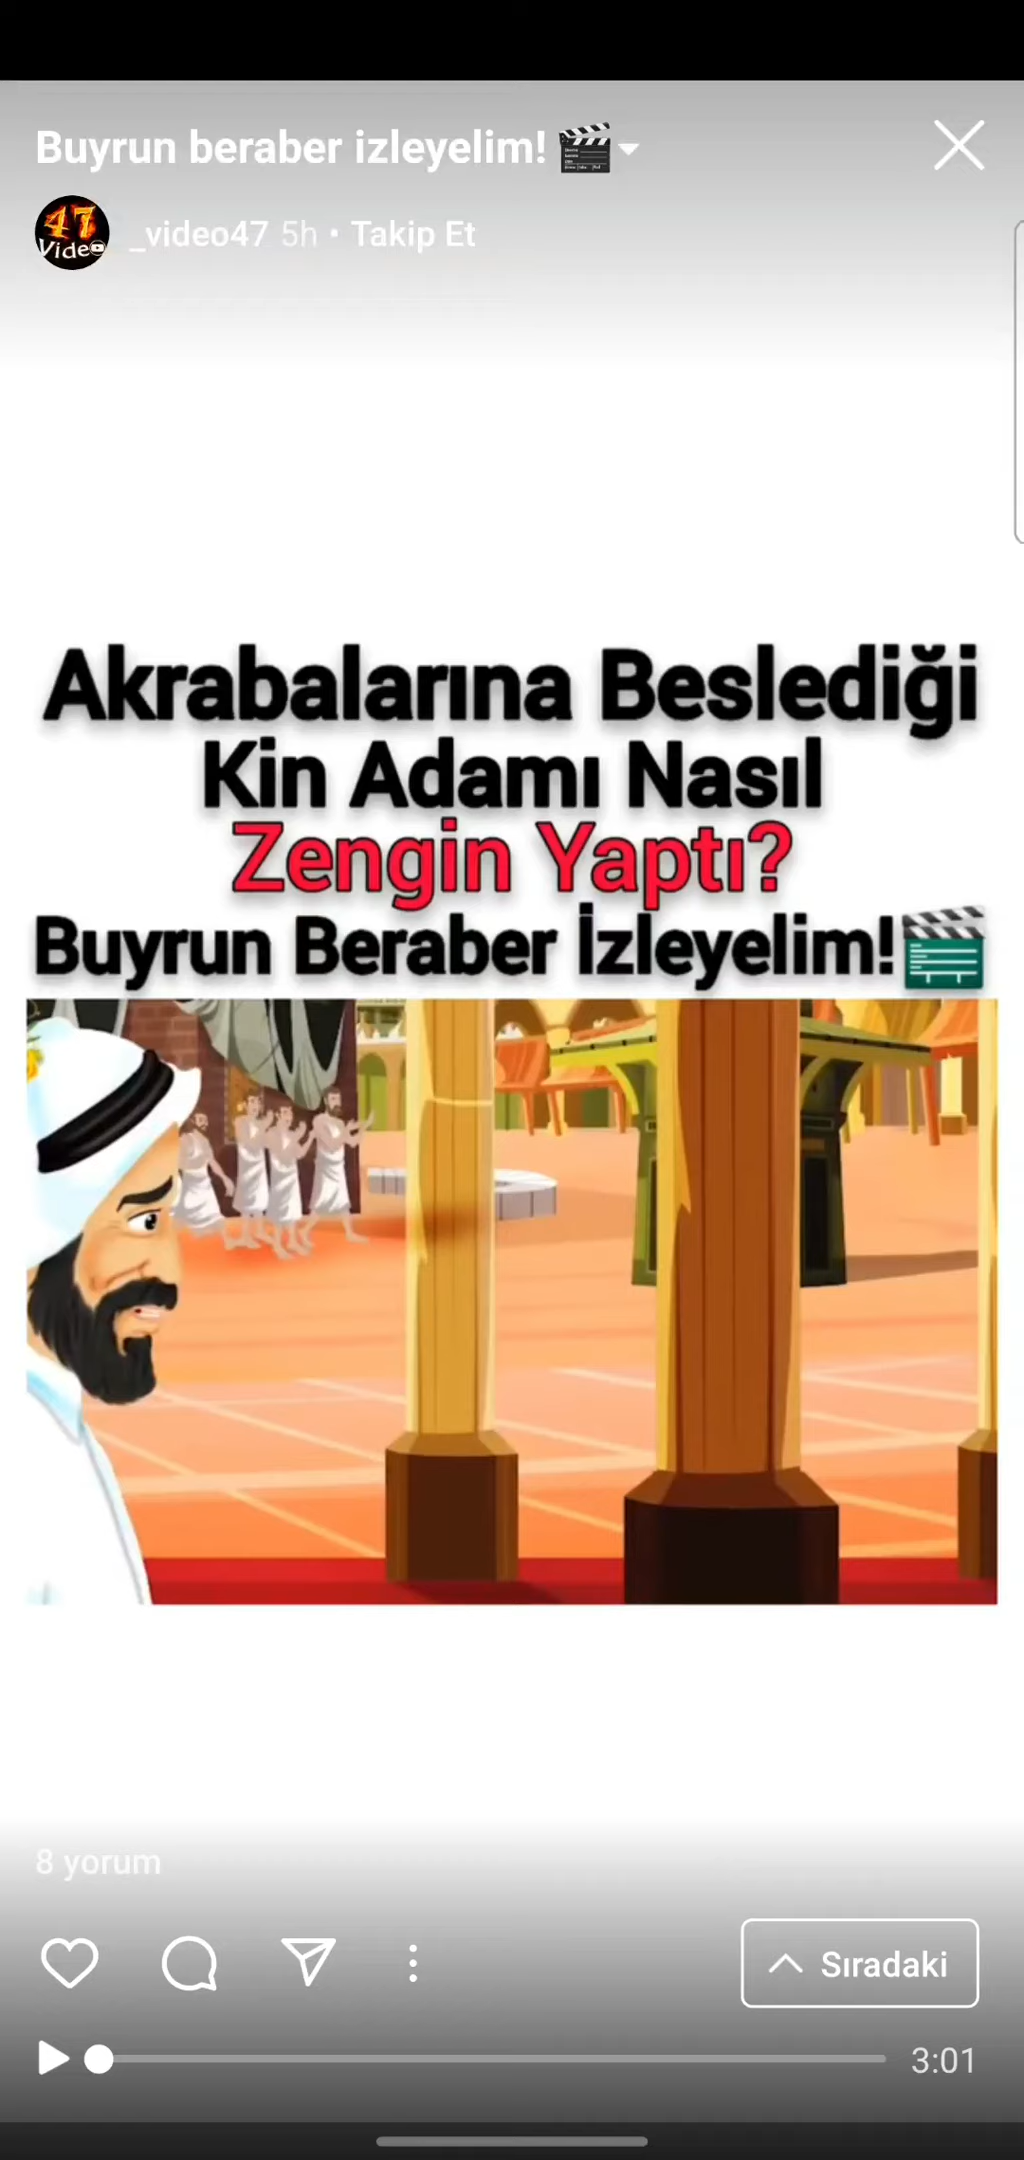 Buyrun beraber izleyelim!
47
Video
_video47 5h • Takip Et
Akrabalarına Beslediği
Kin Adamı Nasıl
Zengin Yaptı?
Buyrun Beraber İzleyelim!
8 yorum
Sıradaki
3:01